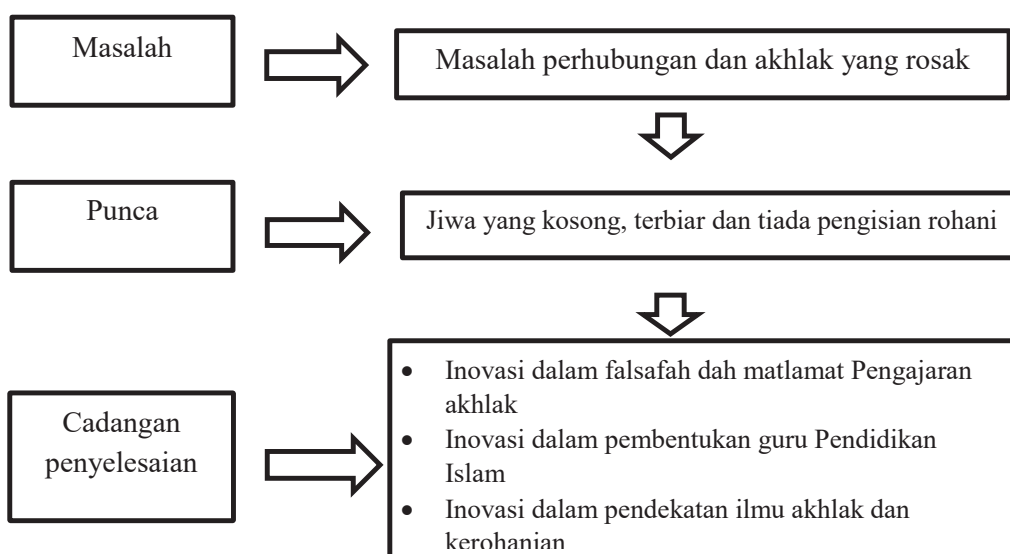 Masalah
Masalah perhubungan dan akhlak yang rosak
Punca
Jiwa yang kosong, terbiar dan tiada pengisian rohani
Cadangan
penyelesaian
• Inovasi dalam falsafah dah matlamat Pengajaran
akhlak
• Inovasi dalam pembentukan guru Pendidikan
Islam
• Inovasi dalam pendekatan ilmu akhlak dan
kerohanian